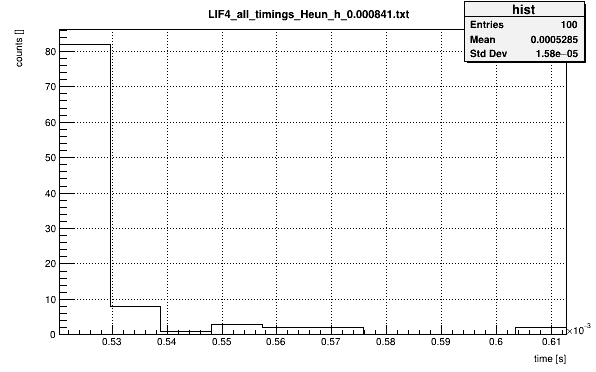 LIF4_all_timings_Heun_h_0.000841.txt
hist
Entries 100
Mean 0.0005285
Std Dev 1.58e−05
counts []
80
70
60
50
40
30
20
10
0
0.53 0.54 0.55 0.56 0.57 0.58 0.59 0.6 0.61
×10⁻³
time [s]